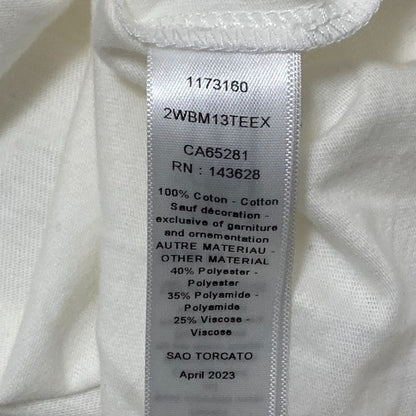 1173160
2WBM13TEEX
CA65281
RN : 143628
100% Coton - Cotton
Sauf décoration -
exclusive of garniture
and ornementation
AUTRE MATERIAU -
OTHER MATERIAL
40% Polyester -
Polyester
35% Polyamide -
Polyamide
25% Viscose -
Viscose
SAO TORCATO
April 2023